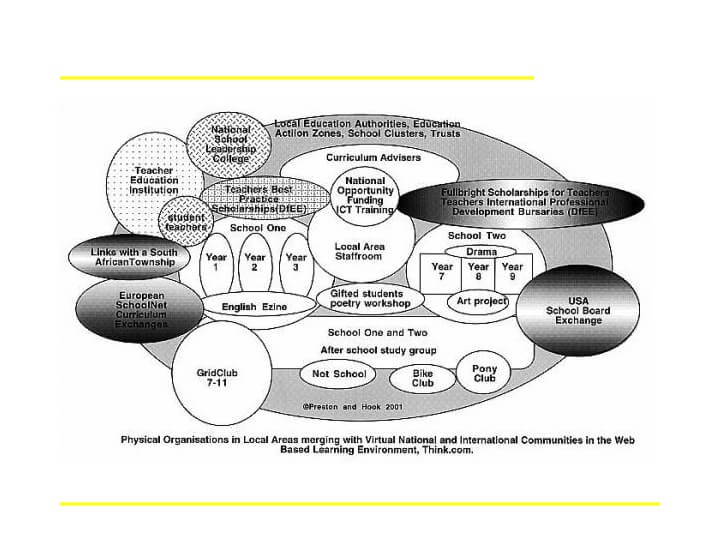 Local Education Authorities, Education
Action Zones, School Clusters, Trusts
National
School
Leadership
College
Curriculum Advisers
Teacher
Education
Institution
National
Opportunity
Funding
ICT Training
Teachers Best
Practice
Scholarships(DfEE)
Fullbright Scholarships for Teachers
Teachers International Professional
Development Bursaries (DfEE)
student
teachers
School One
School Two
Links with a South
AfricanTownship
Year
1
Year
2
Year
3
Local Area
Staffroom
Drama
Year
7
Year
8
Year
9
European
SchoolNet
Curriculum
Exchanges
English Ezine
Gifted students
poetry workshop
Art project
USA
School Board
Exchange
School One and Two
After school study group
GridClub
7-11
Not School
Bike
Club
Pony
Club
©Preston and Hook 2001
Physical Organisations in Local Areas merging with Virtual National and International Communities in the Web
Based Learning Environment, Think.com.